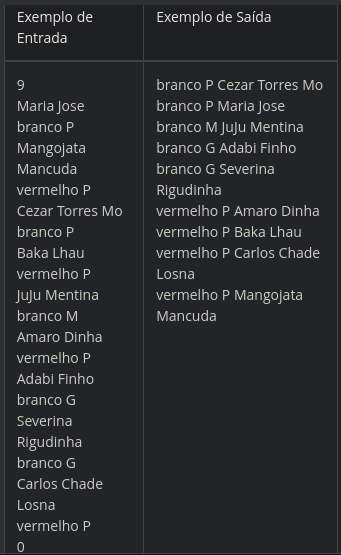 Exemplo de
Entrada
Exemplo de Saída
9
Maria Jose
branco P
Mangojata
Mancuda
vermelho P
Cezar Torres Mo
branco P
Baka Lhau
vermelho P
JuJu Mentina
branco M
Amaro Dinha
vermelho P
Adabi Finho
branco G
Severina
Rigudinha
branco G
Carlos Chade
Losna
vermelho P
0
branco P Cezar Torres Mo
branco P Maria Jose
branco M JuJu Mentina
branco G Adabi Finho
branco G Severina
Rigudinha
vermelho P Amaro Dinha
vermelho P Baka Lhau
vermelho P Carlos Chade
Losna
vermelho P Mangojata
Mancuda